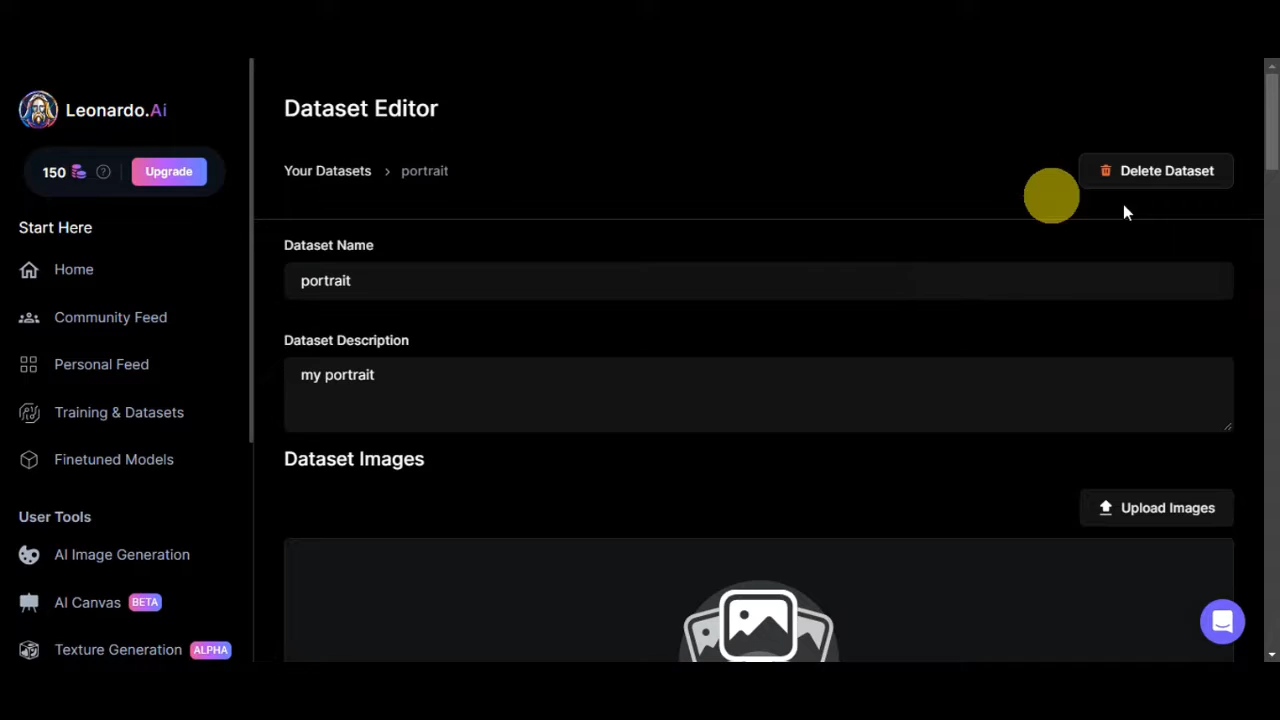 Leonardo.Ai
150
?
Upgrade
Start Here
Home
Community Feed
Personal Feed
Training & Datasets
Finetuned Models
User Tools
AI Image Generation
AI Canvas BETA
Texture Generation ALPHA
Dataset Editor
Your Datasets > portrait
Delete Dataset
Dataset Name
portrait
Dataset Description
my portrait
Dataset Images
Upload Images